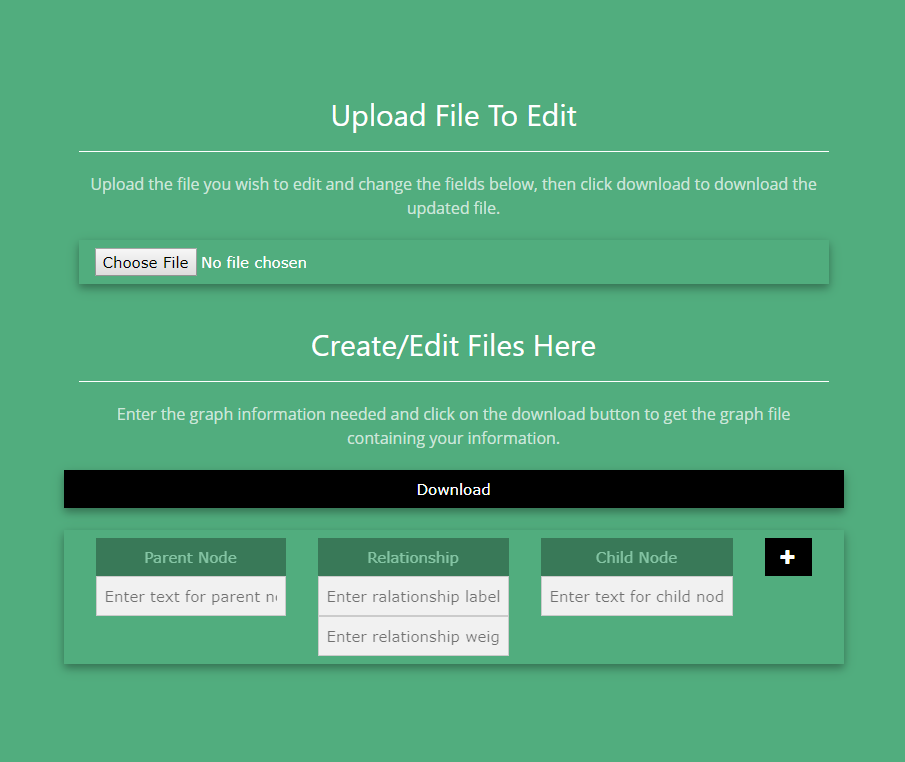 Upload File To Edit
Upload the file you wish to edit and change the fields below, then click download to download the
updated file.
Choose File No file chosen
Create/Edit Files Here
Enter the graph information needed and click on the download button to get the graph file
containing your information.
Download
Parent Node Relationship Child Node +
Enter text for parent n Enter ralationship label Enter text for child nod
Enter relationship weig